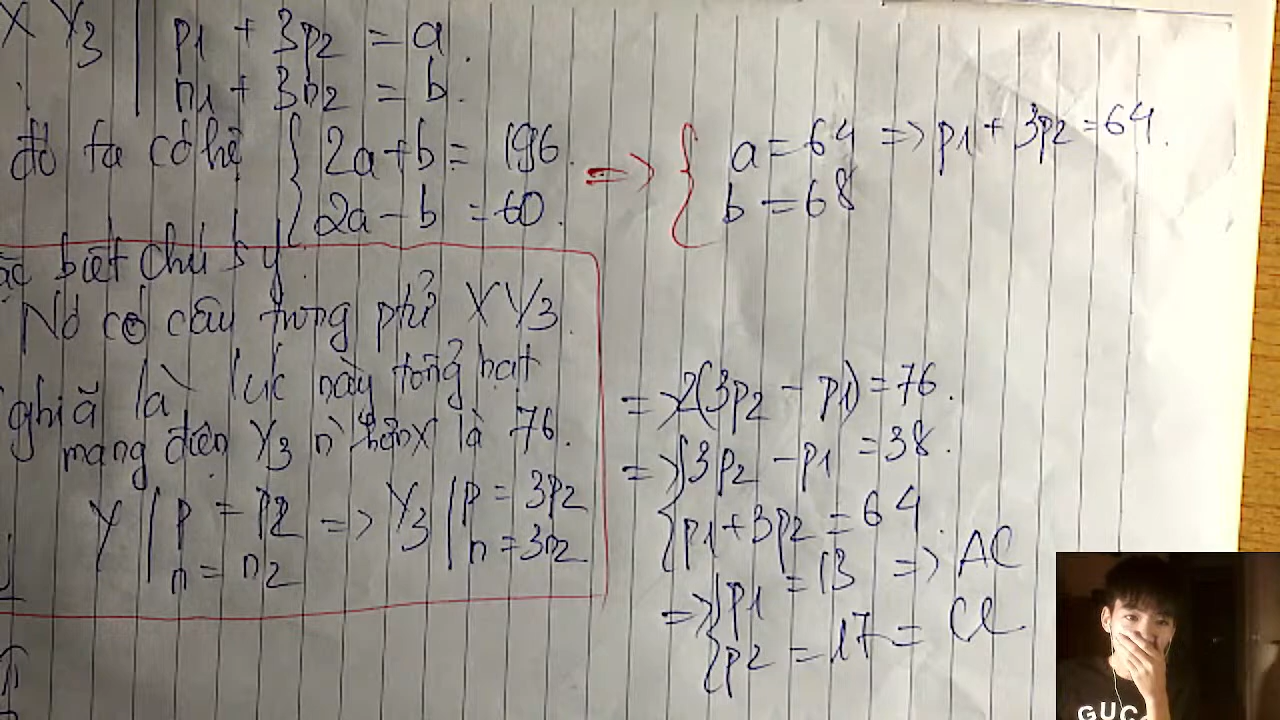 X Y3 | p1 + 3p2 = a.
n1 + 3n2 = b.
đó ta có hệ { 2a + b = 196.
2a - b = 60.
=> { a = 64 => p1 + 3p2 = 64.
b = 68
biệt chú ý.
Nó có cấu trong phtử XY3.
nghĩa là lúc này tổng hạt
mang điện Y3 n' hơn X là 76.
Y | p = p2 => Y3 | p = 3p2
n = n2 n = 3n2
=> 2(3p2 - p1) = 76.
=> { 3p2 - p1 = 38.
p1 + 3p2 = 64.
=> { p1 = 13 => Al
p2 = 17 = Cl
GUCC